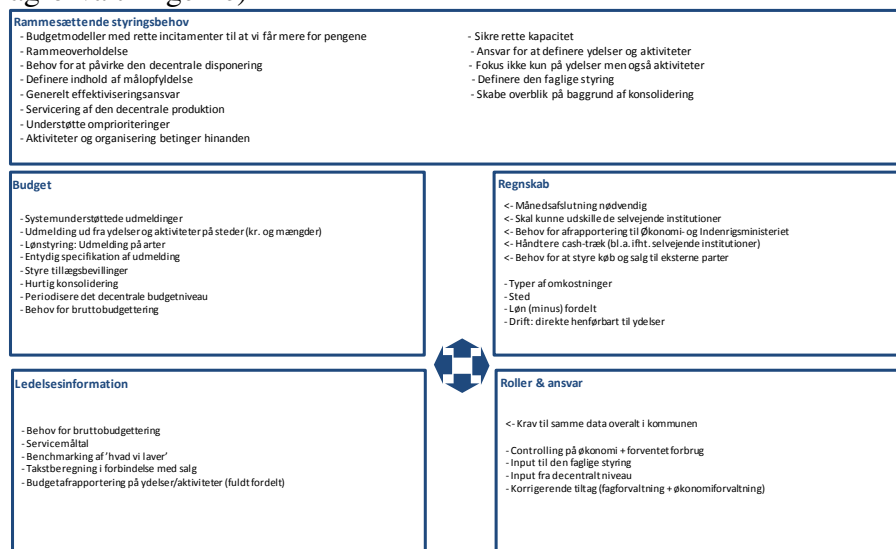 Rammesættende styringsbehov
- Budgetmodeller med rette incitamenter til at vi får mere for pengene
- Rammeoverholdelse
- Behov for at påvirke den decentrale disponering
- Definere indhold af målopfyldelse
- Generelt effektiviseringsansvar
- Servicering af den decentrale produktion
- Understøtte omprioriteringer
- Aktiviteter og organisering betinger hinanden
- Sikre rette kapacitet
- Ansvar for at definere ydelser og aktiviteter
- Fokus ikke kun på ydelser men også aktiviteter
- Definere den faglige styring
- Skabe overblik på baggrund af konsolidering
Budget
- Systemunderstøttede udmeldinger
- Udmelding ud fra ydelser og aktiviteter på steder (kr. og mængder)
- Lønstyring: Udmelding på arter
- Entydig specifikation af udmelding
- Styre tillægsbevillinger
- Hurtig konsolidering
- Periodisere det decentrale budgetniveau
- Behov for bruttobudgettering
Regnskab
<- Månedsafslutning nødvendig
<- Skal kunne udskille de selvejende institutioner
<- Behov for afrapportering til Økonomi- og Indenrigsministeriet
<- Håndtere cash-træk (bl.a. ifht. selvejende institutioner)
<- Behov for at styre køb og salg til eksterne parter
- Typer af omkostninger
- Sted
- Løn (minus) fordelt
- Drift: direkte henførbart til ydelser
Ledelsesinformation
- Behov for bruttobudgettering
- Servicemåltal
- Benchmarking af 'hvad vi laver'
- Takstberegning i forbindelse med salg
- Budgetafrapportering på ydelser/aktiviteter (fuldt fordelt)
Roller & ansvar
<- Krav til samme data overalt i kommunen
- Controlling på økonomi + forventet forbrug
- Input til den faglige styring
- Input fra decentralt niveau
- Korrigerende tiltag (fagforvaltning + økonomiforvaltning)